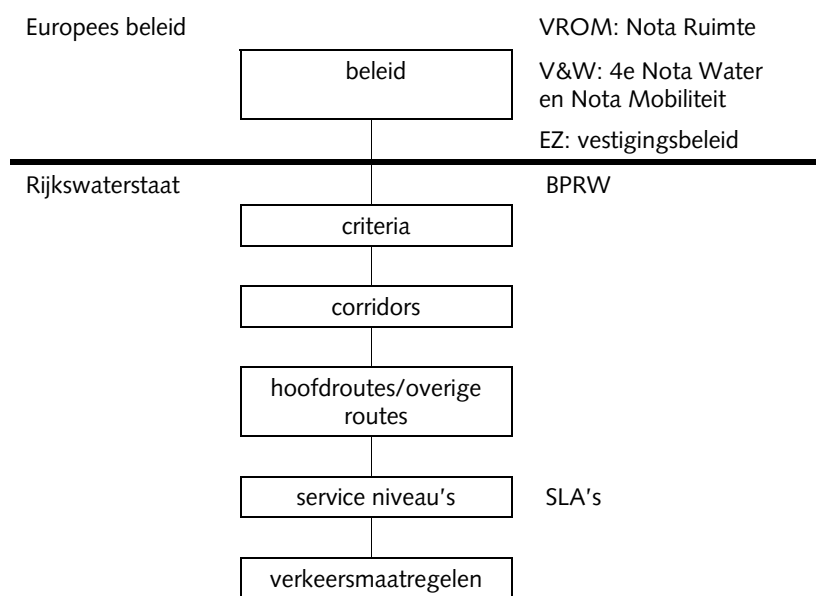 Europees beleid
VROM: Nota Ruimte
beleid
V&W: 4e Nota Water
en Nota Mobiliteit
EZ: vestigingsbeleid
Rijkswaterstaat
BPRW
criteria
corridors
hoofdroutes/overige
routes
service niveau's
SLA's
verkeersmaatregelen